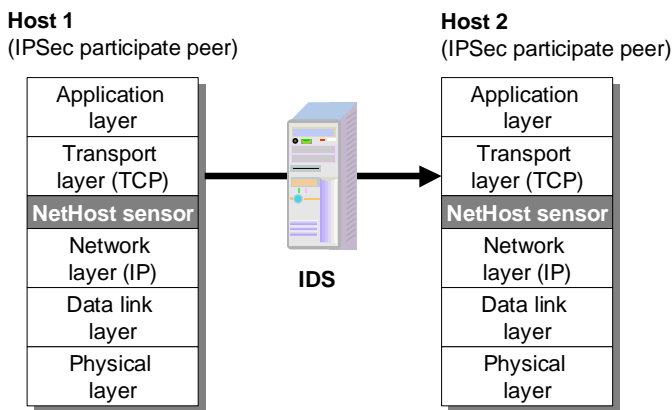 Host 1
(IPSec participate peer)
Application
layer
Transport
layer (TCP)
NetHost sensor
Network
layer (IP)
Data link
layer
Physical
layer
IDS
Host 2
(IPSec participate peer)
Application
layer
Transport
layer (TCP)
NetHost sensor
Network
layer (IP)
Data link
layer
Physical
layer